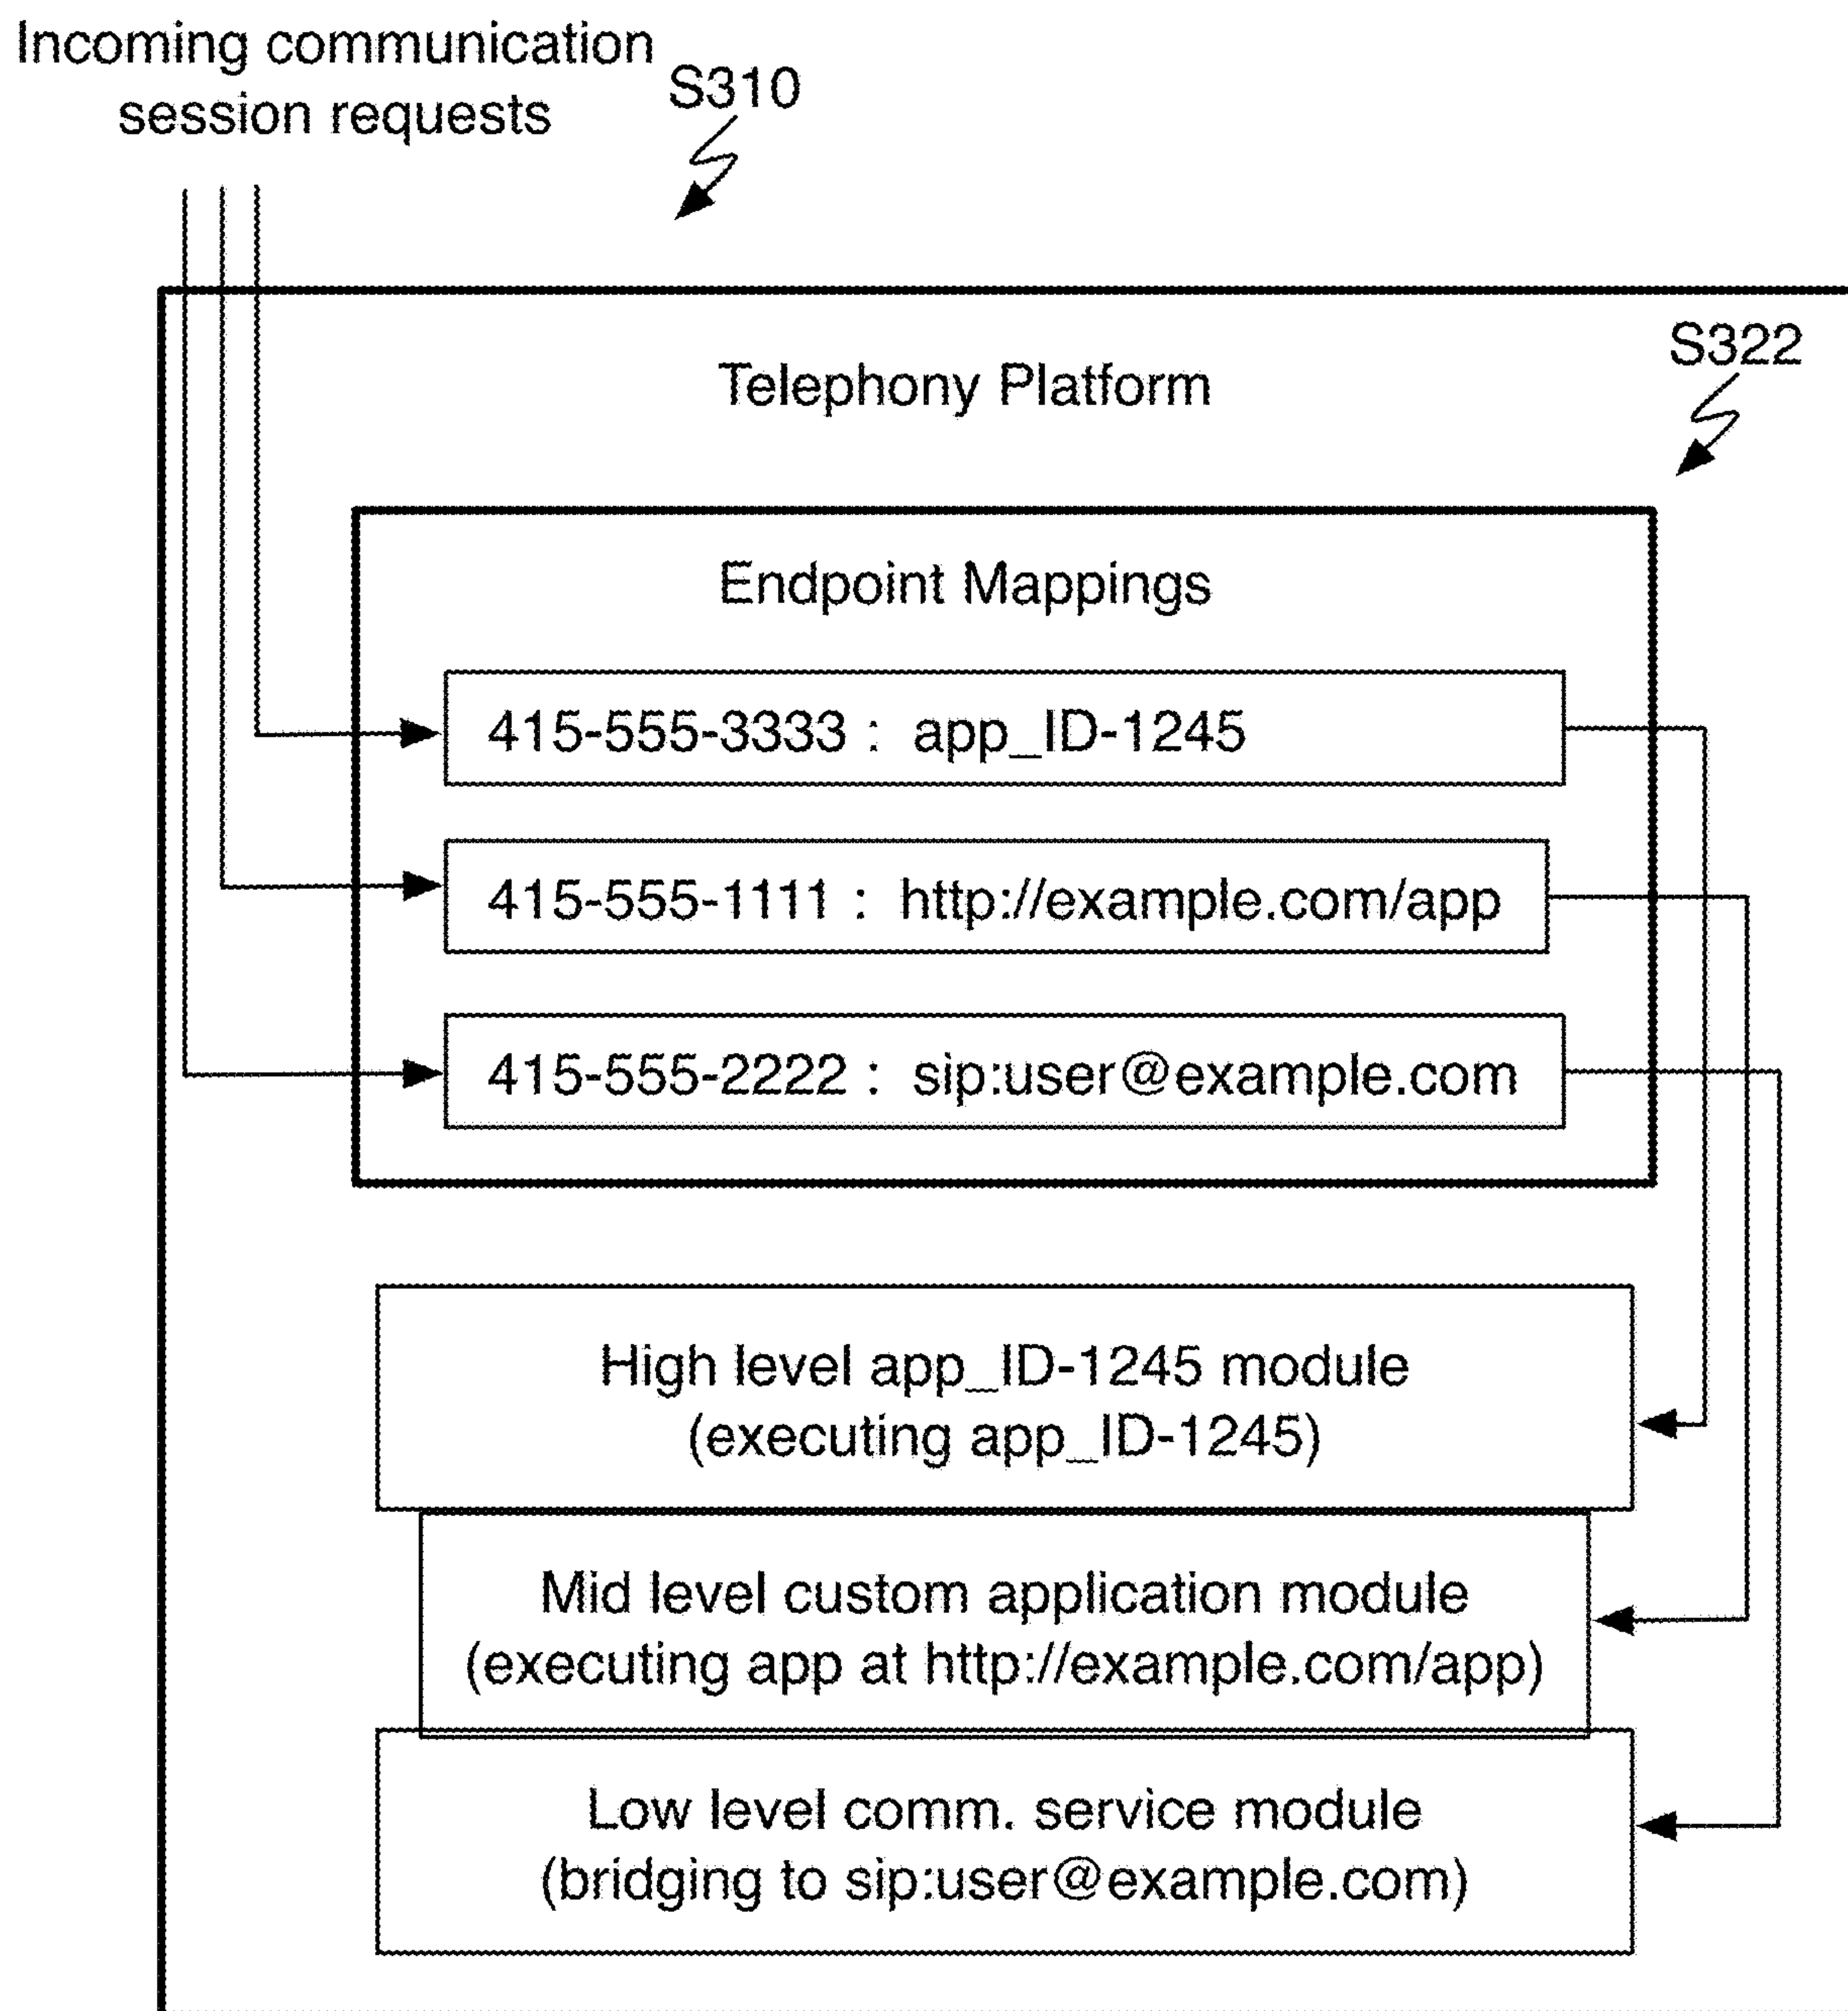 Incoming communication
session requests
S310
S322
Telephony Platform
Endpoint Mappings
415-555-3333 : app_ID-1245
415-555-1111 : http://example.com/app
415-555-2222 : sip:user@example.com
High level app_ID-1245 module
(executing app_ID-1245)
Mid level custom application module
(executing app at http://example.com/app)
Low level comm. service module
(bridging to sip:user@example.com)